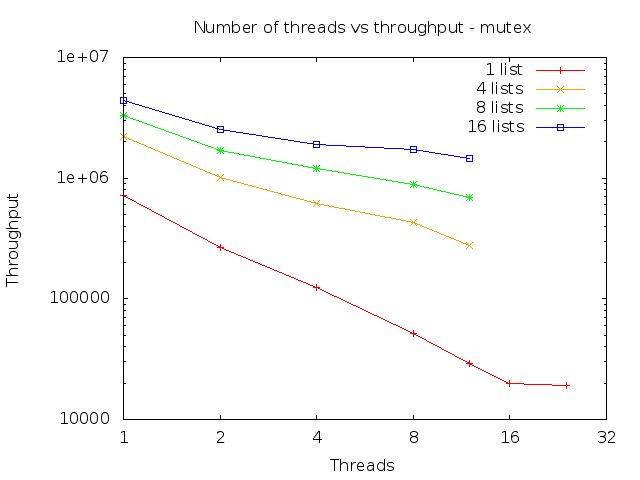 Number of threads vs throughput - mutex
1e+07
1e+06
100000
10000
Throughput
1 list
4 lists
8 lists
16 lists
1 2 4 8 16 32
Threads